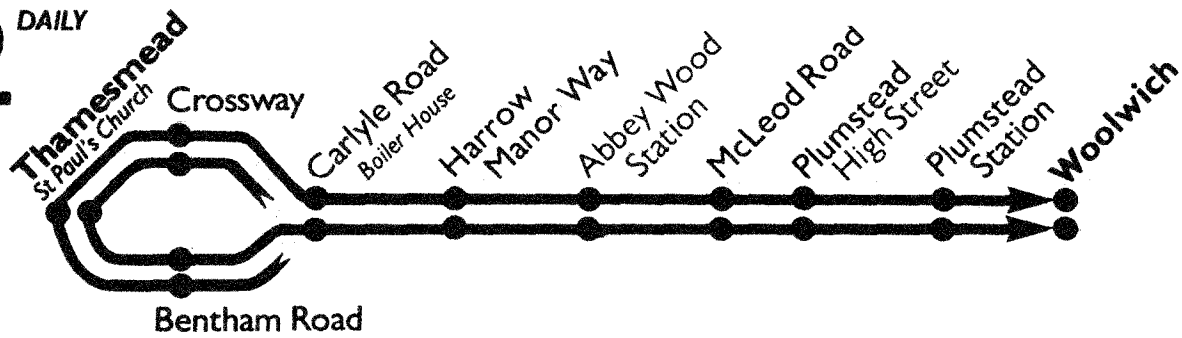 DAILY
Thamesmead
St Paul's Church
Crossway
Carlyle Road
Boiler House
Harrow
Manor Way
Abbey Wood
Station
McLeod Road
Plumstead
High Street
Plumstead
Station
Woolwich
Bentham Road